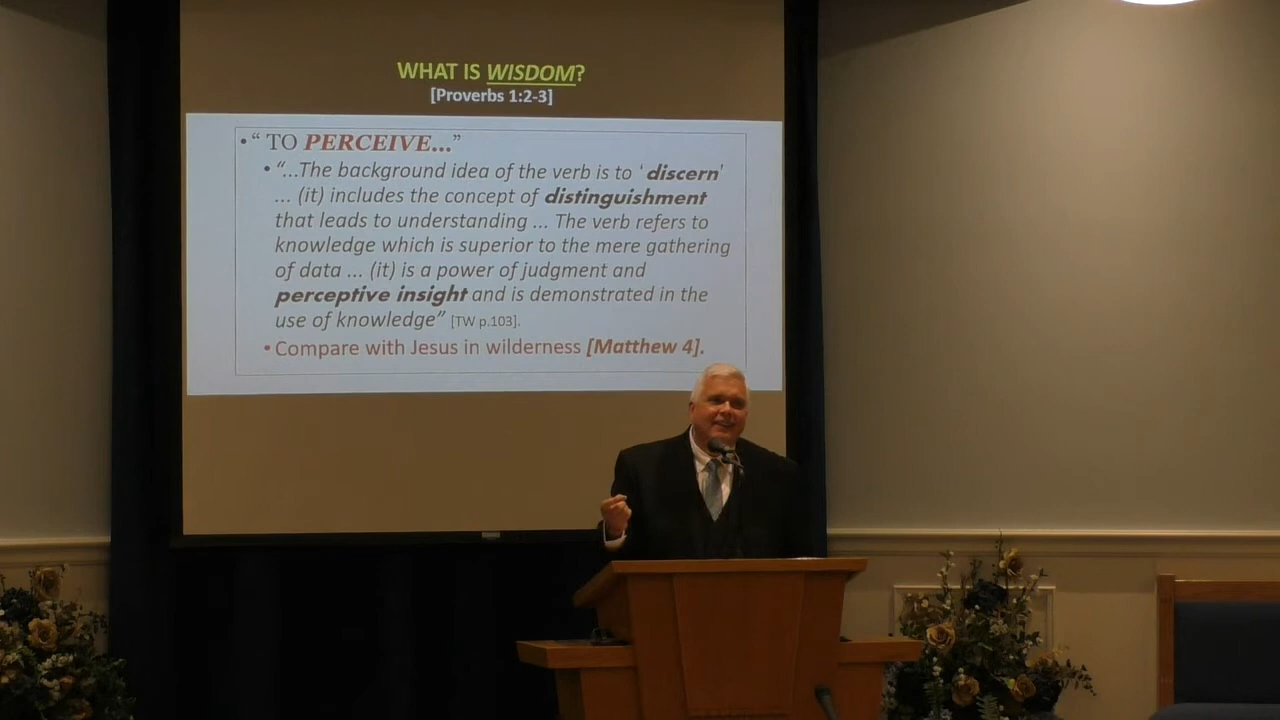 WHAT IS WISDOM?
[Proverbs 1:2-3]
•“ TO PERCEIVE...”
• “...The background idea of the verb is to ‘ discern’
... (it) includes the concept of distinguishment
that leads to understanding ... The verb refers to
knowledge which is superior to the mere gathering
of data ... (it) is a power of judgment and
perceptive insight and is demonstrated in the
use of knowledge” [TW p.103].
• Compare with Jesus in wilderness [Matthew 4].